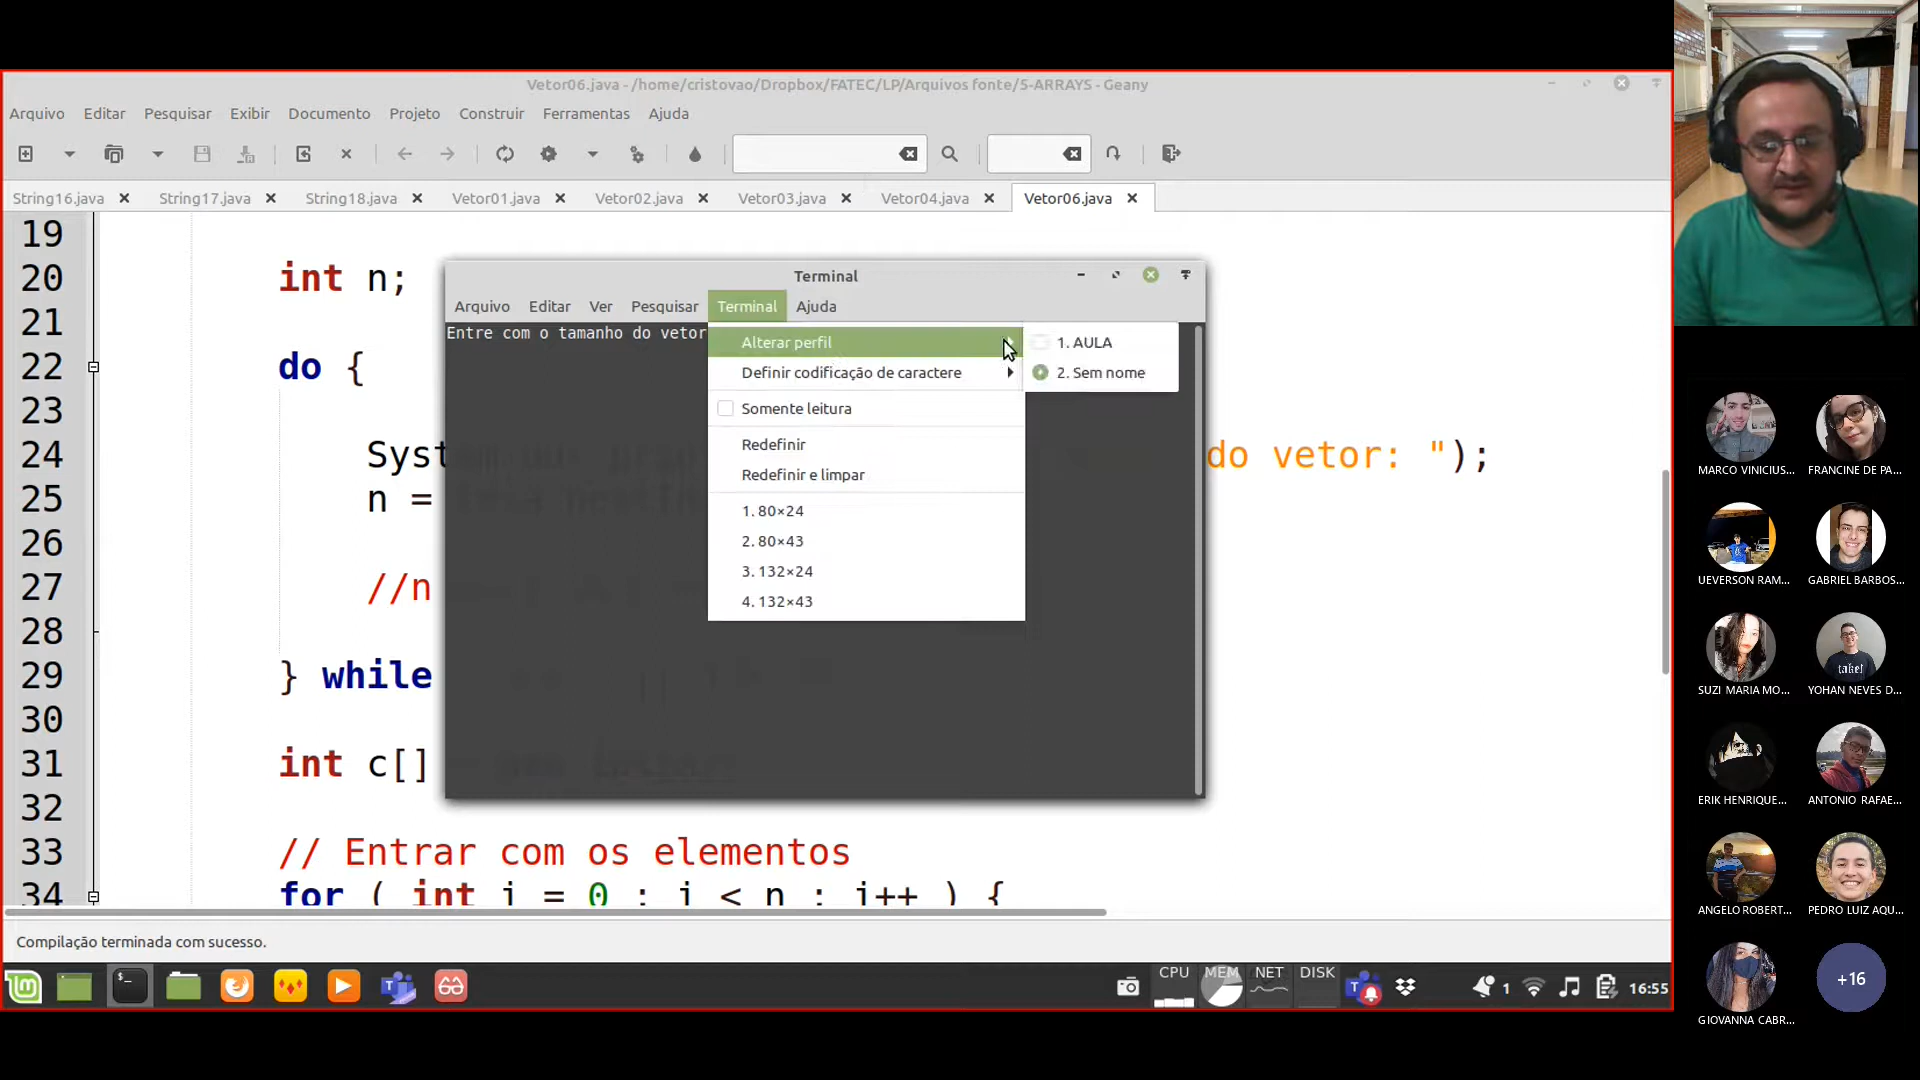 Vetor06.java - /home/cristovao/Dropbox/FATEC/LP/Arquivos fonte/5-ARRAYS - Geany
Arquivo Editar Pesquisar Exibir Documento Projeto Construir Ferramentas Ajuda
String16.java String17.java String18.java Vetor01.java Vetor02.java Vetor03.java Vetor04.java Vetor06.java
19
20 int n;
21
22 do {
23
24 Syst do vetor: ");
25 n =
26
27 //n
28
29 } while
30
31 int c[]
32
33 // Entrar com os elementos
34 for ( int i = 0 ; i < n ; i++ ) {
Terminal
Arquivo Editar Ver Pesquisar Terminal Ajuda
Entre com o tamanho do vetor
Alterar perfil
Definir codificação de caractere
Somente leitura
Redefinir
Redefinir e limpar
1. 80×24
2. 80×43
3. 132×24
4. 132×43
1. AULA
2. Sem nome
Compilação terminada com sucesso.
CPU MEM NET DISK
1 16:55
MARCO VINICIUS... FRANCINE DE PA...
UEVERSON RAM... GABRIEL BARBOS...
take!
SUZI MARIA MO... YOHAN NEVES D...
ERIK HENRIQUE... ANTONIO RAFAE...
ANGELO ROBERT... PEDRO LUIZ AQU...
+16
GIOVANNA CABR...